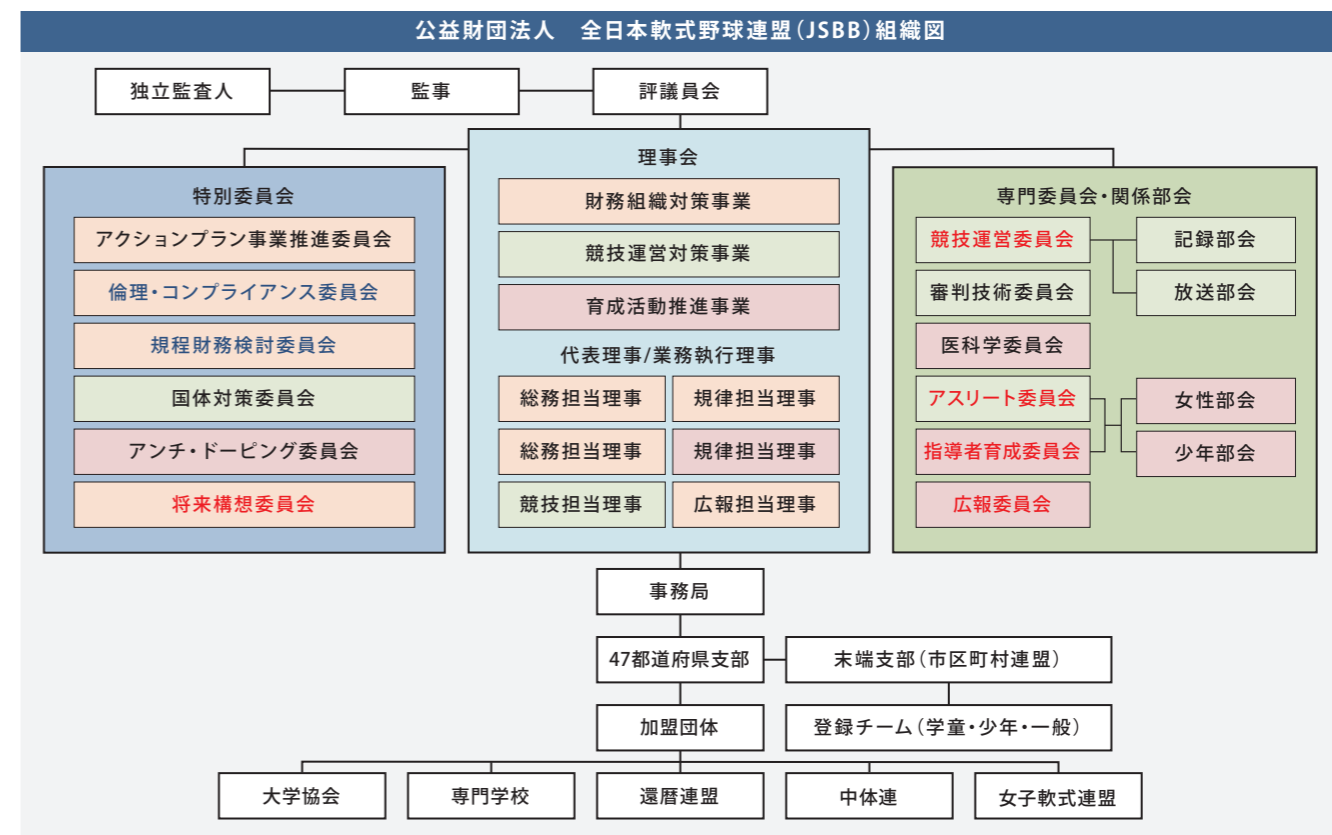 公益財団法人　全日本軟式野球連盟（JSBB）組織図
独立監査人
監事
評議員会
特別委員会
アクションプラン事業推進委員会
倫理・コンプライアンス委員会
規程財務検討委員会
国体対策委員会
アンチ・ドーピング委員会
将来構想委員会
理事会
財務組織対策事業
競技運営対策事業
育成活動推進事業
代表理事/業務執行理事
総務担当理事
規律担当理事
総務担当理事
規律担当理事
競技担当理事
広報担当理事
専門委員会・関係部会
競技運営委員会
記録部会
審判技術委員会
放送部会
医科学委員会
アスリート委員会
女性部会
指導者育成委員会
少年部会
広報委員会
事務局
47都道府県支部
末端支部（市区町村連盟）
加盟団体
登録チーム（学童・少年・一般）
大学協会
専門学校
還暦連盟
中体連
女子軟式連盟